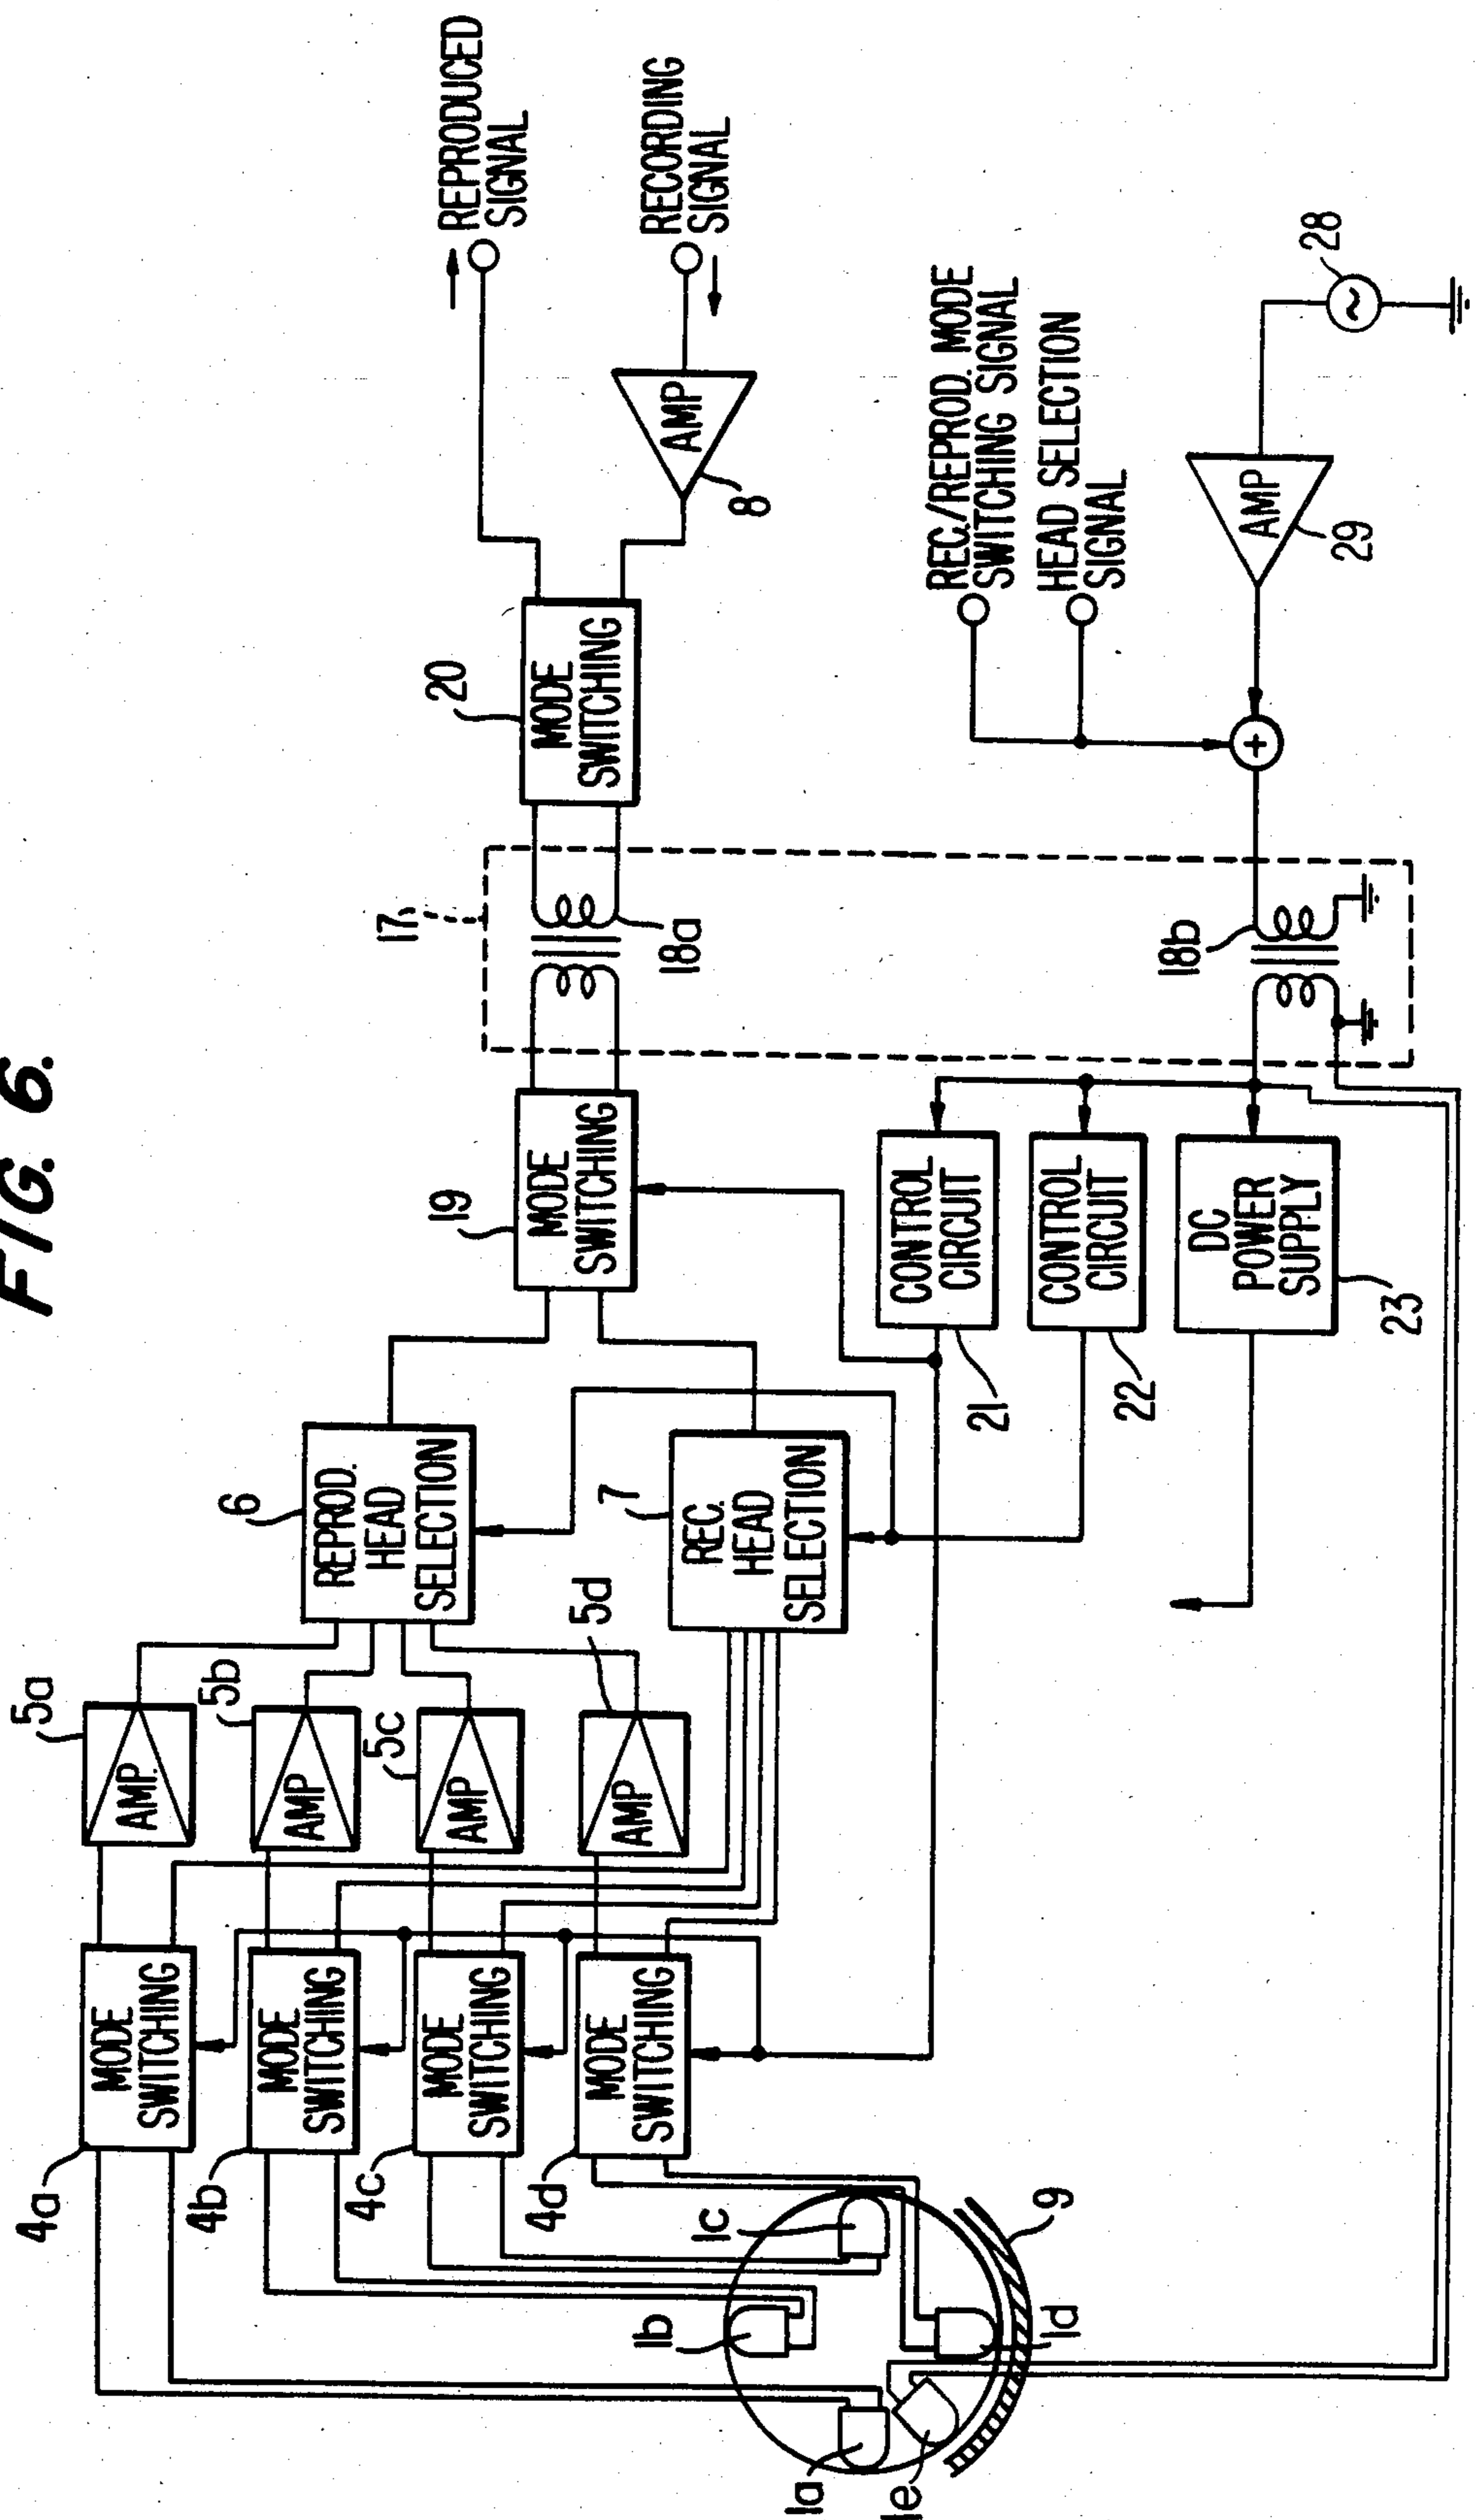 FIG. 6.
5a
5b
5c
5d
4a
4b
4c
4d
AMP.
AMP
AMP
AMP
MODE
SWITCHING
MODE
SWITCHING
MODE
SWITCHING
MODE
SWITCHING
6
REPROD.
HEAD
SELECTION
7
REC.
HEAD
SELECTION
19
MODE
SWITCHING
17
18a
20
MODE
SWITCHING
REPRODUCED
SIGNAL
RECORDING
SIGNAL
AMP
8
REC./REPROD. MODE
SWITCHING SIGNAL
HEAD SELECTION
SIGNAL
CONTROL
CIRCUIT
21
CONTROL
CIRCUIT
22
DC
POWER
SUPPLY
23
18b
+
AMP
29
28
~
1a
1b
1c
1d
1e
9